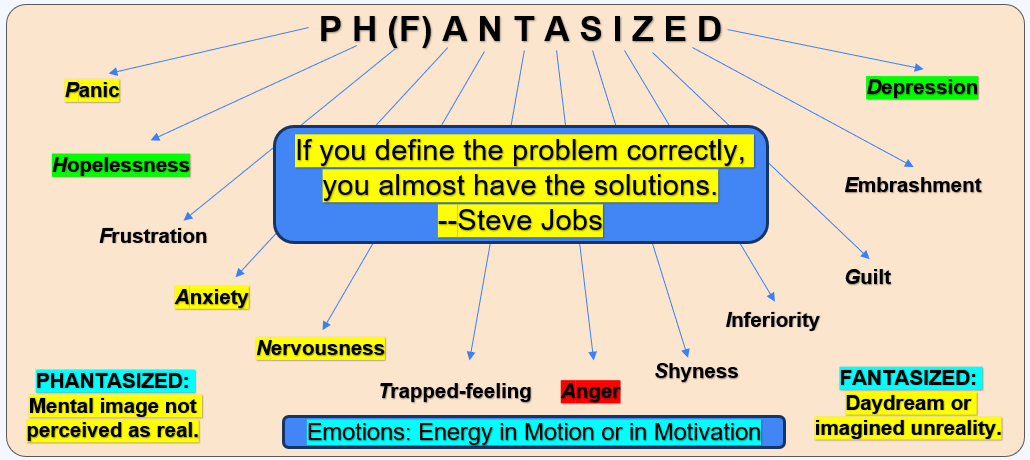 P H (F) A N T A S I Z E D
Panic
Depression
If you define the problem correctly,
you almost have the solutions.
--Steve Jobs
Hopelessness
Embrashment
Frustration
Guilt
Anxiety
Inferiority
Nervousness
Shyness
Trapped-feeling
Anger
PHANTASIZED:
Mental image not
perceived as real.
FANTASIZED:
Daydream or
imagined unreality.
Emotions: Energy in Motion or in Motivation